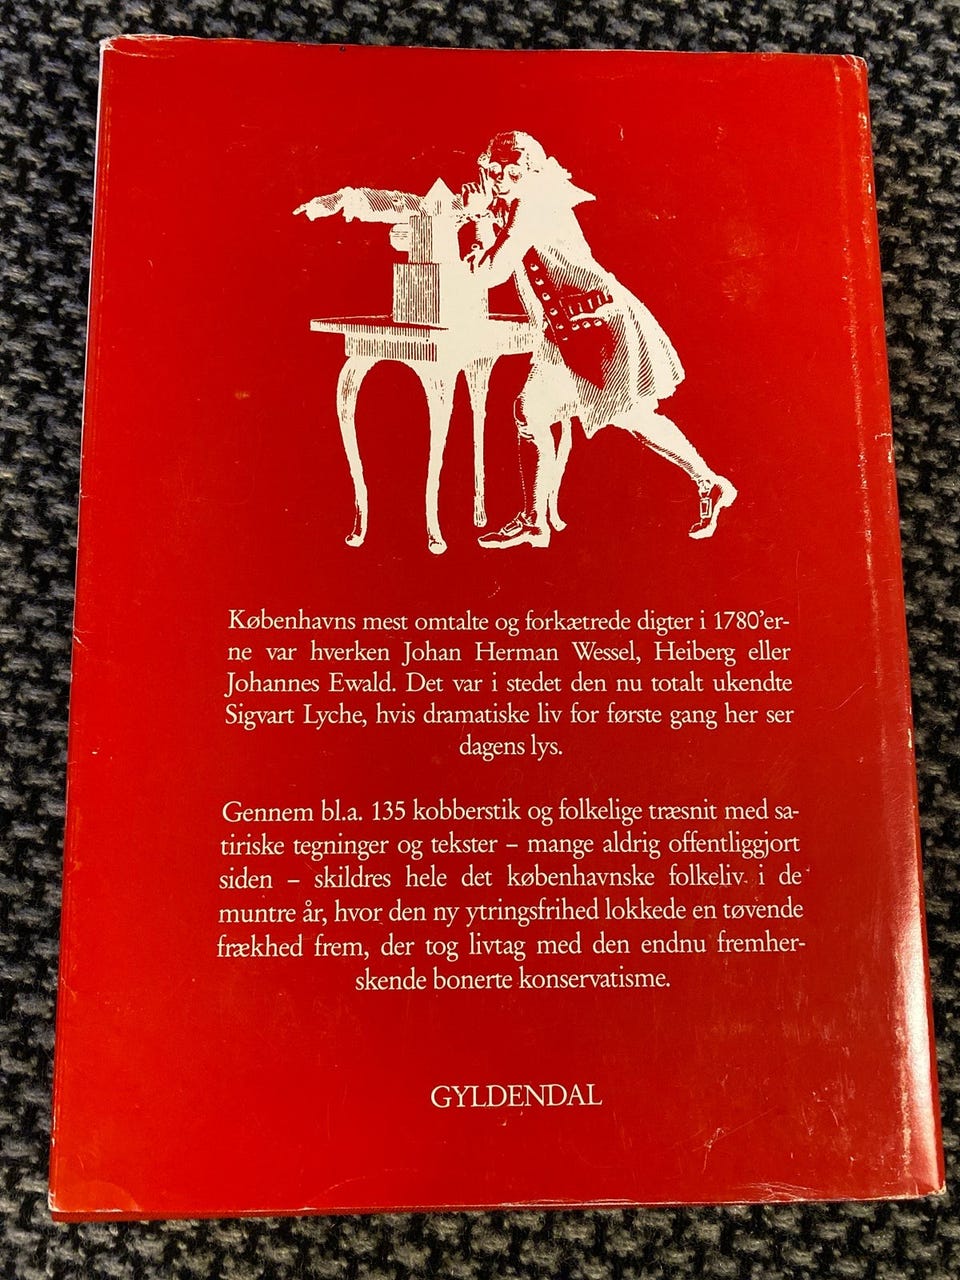 Københavns mest omtalte og forkætrede digter i 1780’er-
ne var hverken Johan Herman Wessel, Heiberg eller
Johannes Ewald. Det var i stedet den nu totalt ukendte
Sigvart Lyche, hvis dramatiske liv for første gang her ser
dagens lys.
Gennem bl.a. 135 kobberstik og folkelige træsnit med sa-
tiriske tegninger og tekster – mange aldrig offentliggjort
siden – skildres hele det københavnske folkeliv i de
muntre år, hvor den ny ytringsfrihed lokkede en tøvende
frækhed frem, der tog livtag med den endnu fremher-
skende bonerte konservatisme.
GYLDENDAL